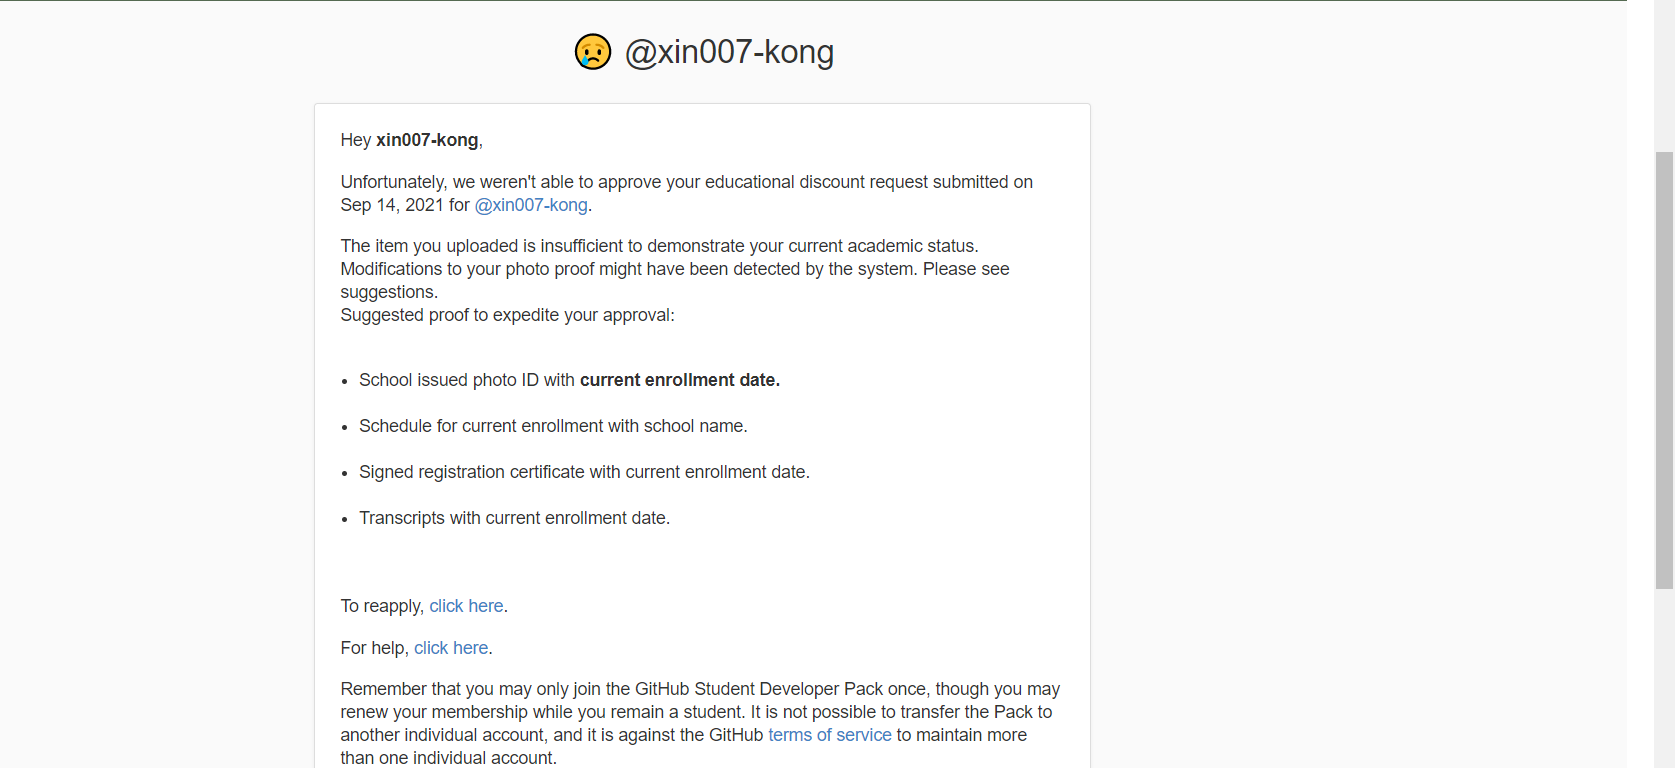 @xin007-kong
Hey xin007-kong,
Unfortunately, we weren't able to approve your educational discount request submitted on
Sep 14, 2021 for @xin007-kong.
The item you uploaded is insufficient to demonstrate your current academic status.
Modifications to your photo proof might have been detected by the system. Please see
suggestions.
Suggested proof to expedite your approval:
• School issued photo ID with current enrollment date.
• Schedule for current enrollment with school name.
• Signed registration certificate with current enrollment date.
• Transcripts with current enrollment date.
To reapply, click here.
For help, click here.
Remember that you may only join the GitHub Student Developer Pack once, though you may
renew your membership while you remain a student. It is not possible to transfer the Pack to
another individual account, and it is against the GitHub terms of service to maintain more
than one individual account.